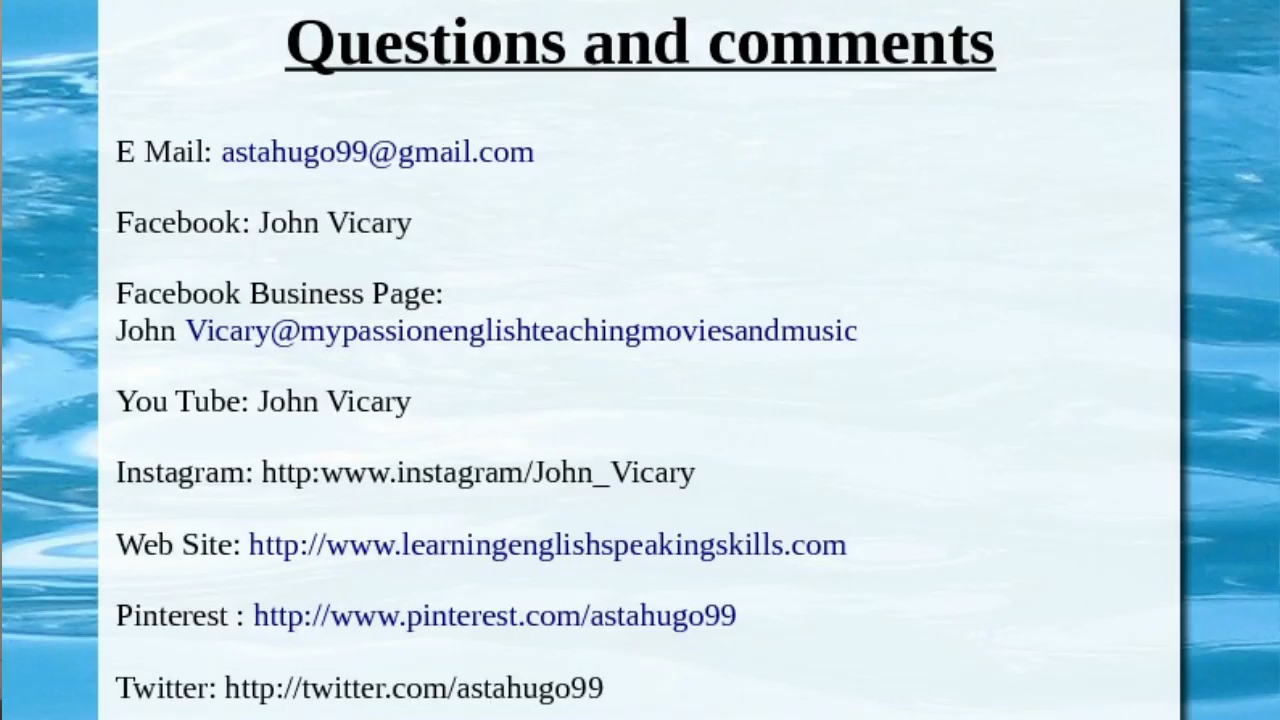 Questions and comments
E Mail: astahugo99@gmail.com
Facebook: John Vicary
Facebook Business Page:
John Vicary@mypassionenglishteachingmoviesandmusic
You Tube: John Vicary
Instagram: http:www.instagram/John_Vicary
Web Site: http://www.learningenglishspeakingskills.com
Pinterest : http://www.pinterest.com/astahugo99
Twitter: http://twitter.com/astahugo99